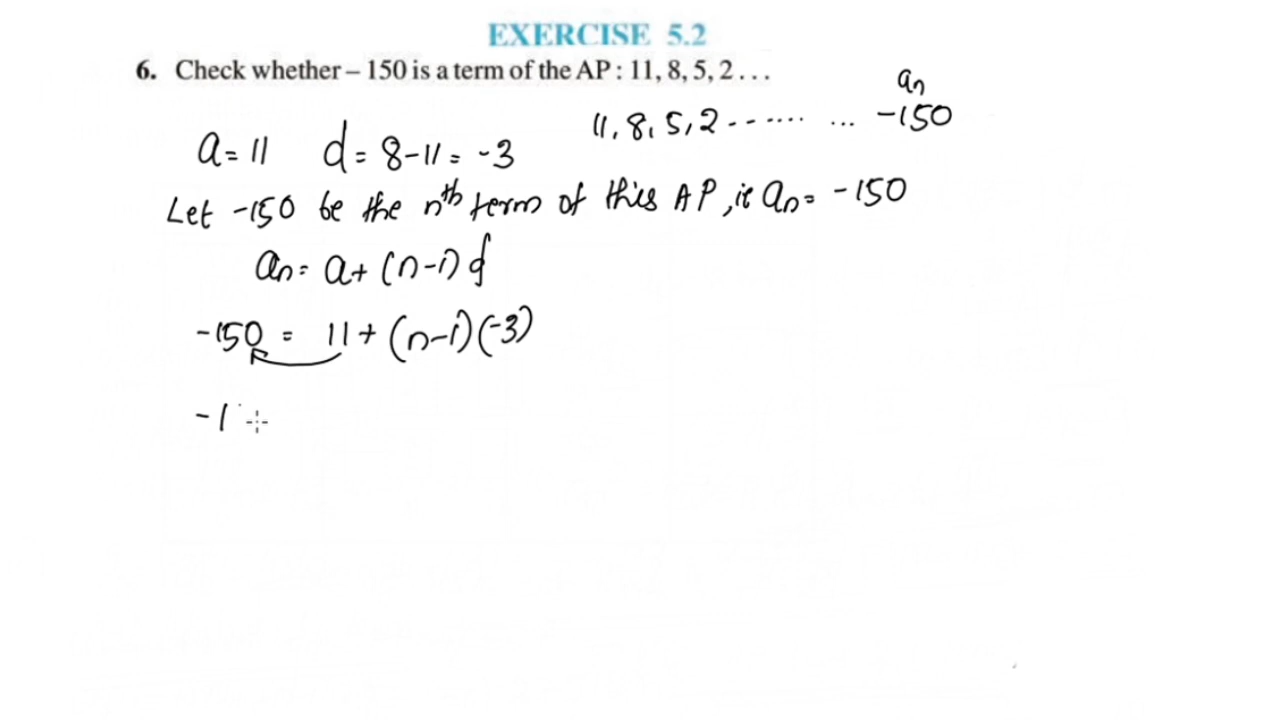 EXERCISE 5.2
6. Check whether – 150 is a term of the AP : 11, 8, 5, 2 . . .
an
11, 8, 5, 2 - - ...... ... -150
a = 11 d = 8-11 = -3
Let -150 be the nth term of this AP, ie an = -150
an = a + (n-1) d
-150 = 11 + (n-1)(-3)
-1